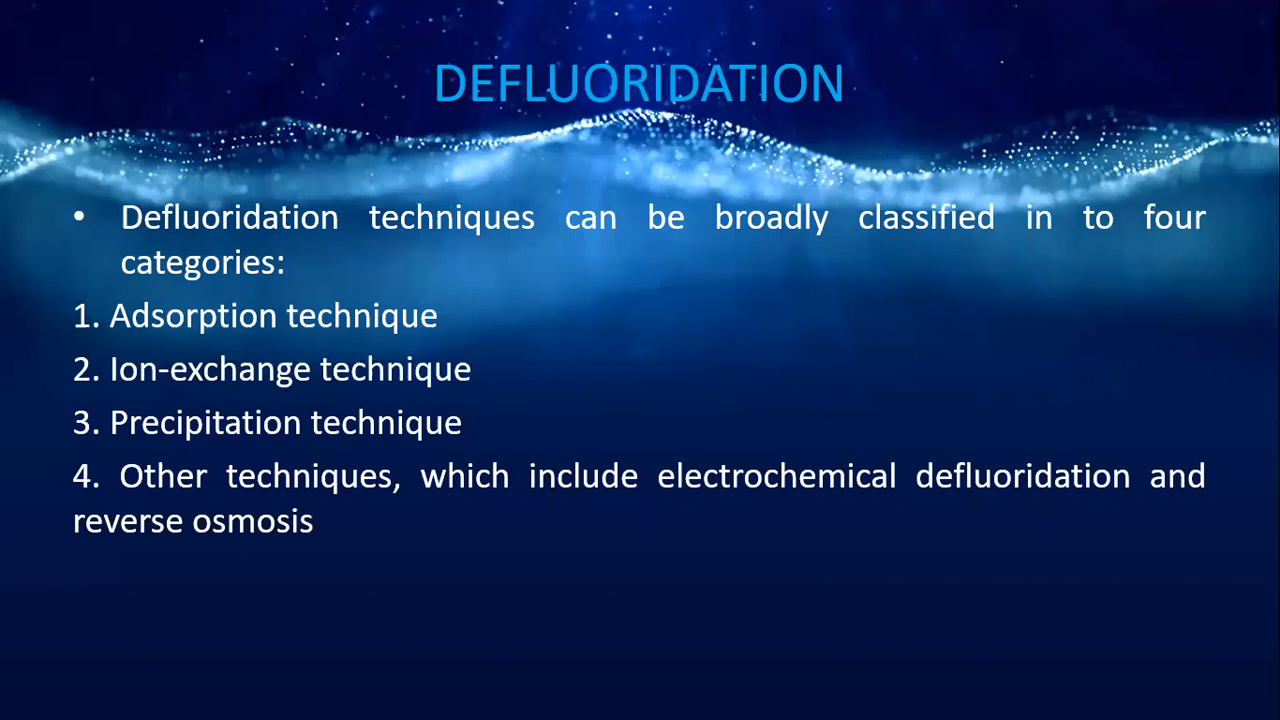 DEFLUORIDATION
• Defluoridation techniques can be broadly classified in to four
categories:
1. Adsorption technique
2. Ion-exchange technique
3. Precipitation technique
4. Other techniques, which include electrochemical defluoridation and
reverse osmosis